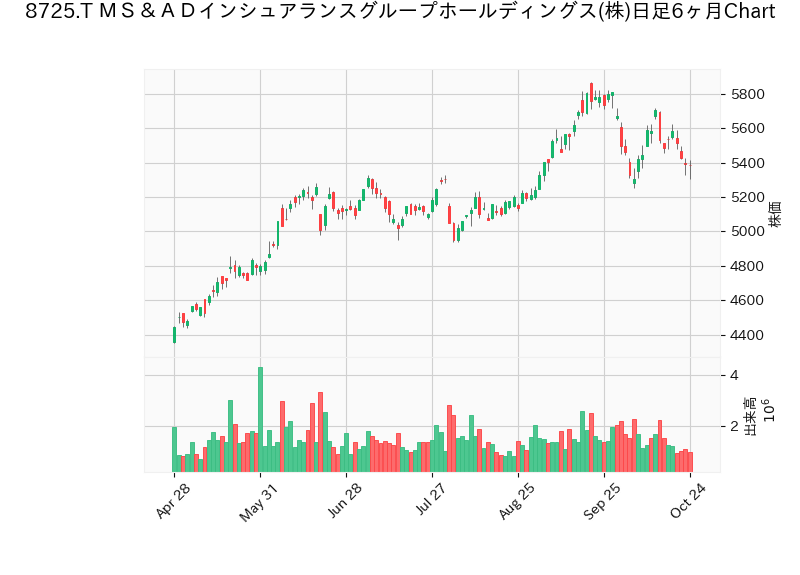 8725.T ＭＳ＆ＡＤインシュアランスグループホールディングス(株)日足6ヶ月Chart
5800
5600
5400
5200
5000
4800
4600
4400
株価
4
2
出来高
10^6
Apr 28
May 31
Jun 28
Jul 27
Aug 25
Sep 25
Oct 24